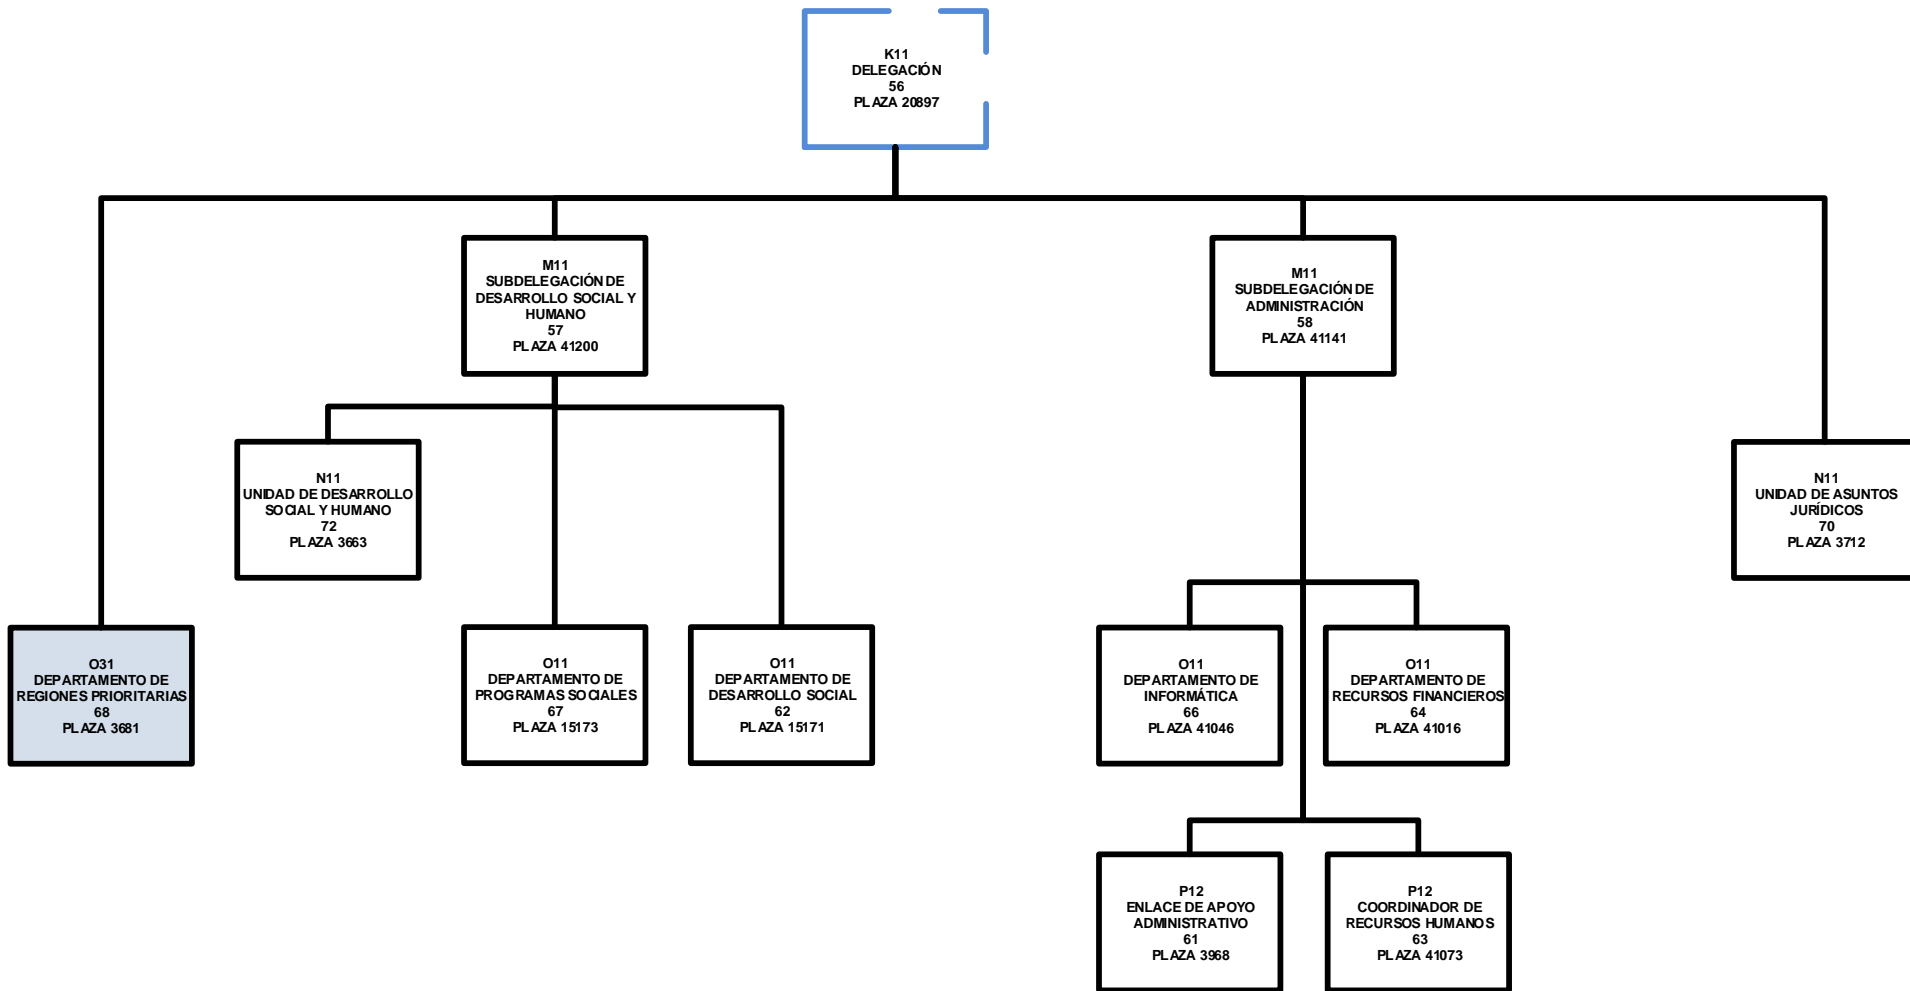 K11
DELEGACIÓN
56
PLAZA 20897
M11
SUBDELEGACIÓN DE
DESARROLLO SOCIAL Y
HUMANO
57
PLAZA 41200
M11
SUBDELEGACIÓN DE
ADMINISTRACIÓN
58
PLAZA 41141
N11
UNIDAD DE DESARROLLO
SOCIAL Y HUMANO
72
PLAZA 3663
N11
UNIDAD DE ASUNTOS
JURÍDICOS
70
PLAZA 3712
O31
DEPARTAMENTO DE
REGIONES PRIORITARIAS
68
PLAZA 3681
O11
DEPARTAMENTO DE
PROGRAMAS SOCIALES
67
PLAZA 15173
O11
DEPARTAMENTO DE
DESARROLLO SOCIAL
62
PLAZA 15171
O11
DEPARTAMENTO DE
INFORMÁTICA
66
PLAZA 41046
O11
DEPARTAMENTO DE
RECURSOS FINANCIEROS
64
PLAZA 41016
P12
ENLACE DE APOYO
ADMINISTRATIVO
61
PLAZA 3968
P12
COORDINADOR DE
RECURSOS HUMANOS
63
PLAZA 41073